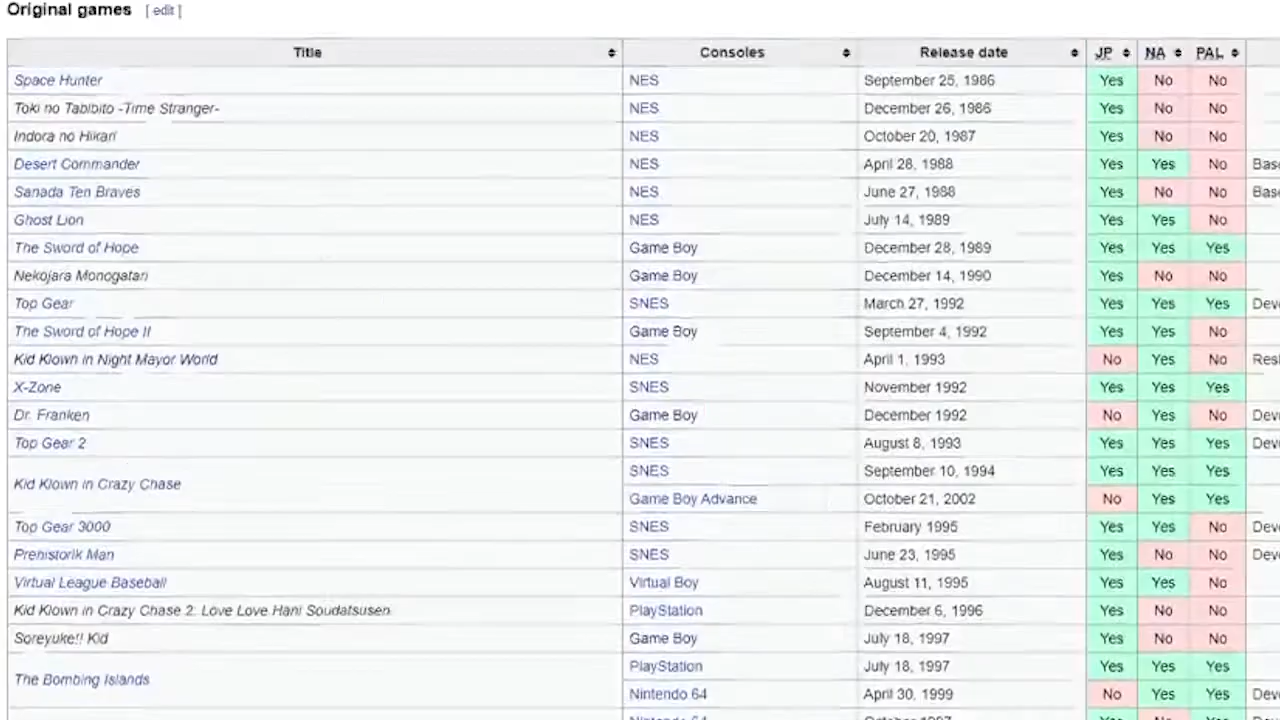 Original games [ edit ]
Title Consoles Release date JP NA PAL
Space Hunter NES September 25, 1986 Yes No No
Toki no Tabibito -Time Stranger- NES December 26, 1986 Yes No No
Indora no Hikari NES October 20, 1987 Yes No No
Desert Commander NES April 28, 1988 Yes Yes No Bas
Sanada Ten Braves NES June 27, 1988 Yes No No Bas
Ghost Lion NES July 14, 1989 Yes Yes No
The Sword of Hope Game Boy December 28, 1989 Yes Yes Yes
Nekojara Monogatari Game Boy December 14, 1990 Yes No No
Top Gear SNES March 27, 1992 Yes Yes Yes Dev
The Sword of Hope II Game Boy September 4, 1992 Yes Yes No
Kid Klown in Night Mayor World NES April 1, 1993 No Yes No Res
X-Zone SNES November 1992 Yes Yes Yes
Dr. Franken Game Boy December 1992 No Yes No Dev
Top Gear 2 SNES August 8, 1993 Yes Yes Yes Dev
Kid Klown in Crazy Chase SNES September 10, 1994 Yes Yes Yes
Game Boy Advance October 21, 2002 No Yes Yes
Top Gear 3000 SNES February 1995 Yes Yes No Dev
Prehistorik Man SNES June 23, 1995 Yes No No Dev
Virtual League Baseball Virtual Boy August 11, 1995 Yes Yes No
Kid Klown in Crazy Chase 2: Love Love Hani Soudatsusen PlayStation December 6, 1996 Yes No No
Soreyuke!! Kid Game Boy July 18, 1997 Yes No No
The Bombing Islands PlayStation July 18, 1997 Yes Yes Yes
Nintendo 64 April 30, 1999 No Yes Yes Dev